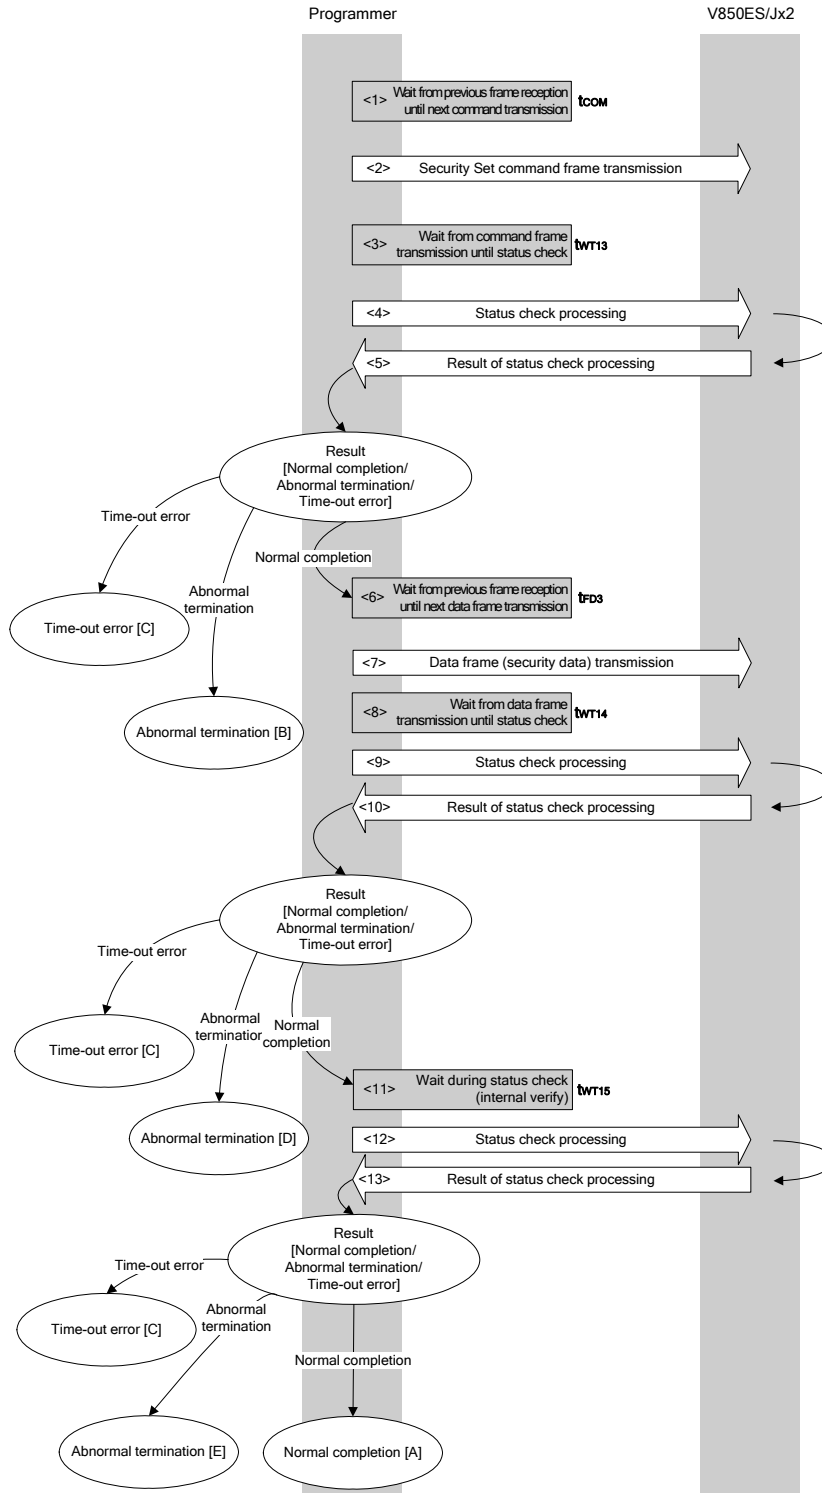 Programmer
V850ES/Jx2
<1> Wait from previous frame reception
until next command transmission
tCOM
<2> Security Set command frame transmission
<3> Wait from command frame
transmission until status check
tWT13
<4> Status check processing
<5> Result of status check processing
Result
[Normal completion/
Abnormal termination/
Time-out error]
Time-out error
Normal completion
Abnormal
termination
<6> Wait from previous frame reception
until next data frame transmission
tFD3
Time-out error [C]
<7> Data frame (security data) transmission
<8> Wait from data frame
transmission until status check
tWT14
Abnormal termination [B]
<9> Status check processing
<10> Result of status check processing
Result
[Normal completion/
Abnormal termination/
Time-out error]
Time-out error
Abnormal
termination
Normal
completion
Time-out error [C]
<11> Wait during status check
(internal verify)
tWT15
Abnormal termination [D]
<12> Status check processing
<13> Result of status check processing
Result
[Normal completion/
Abnormal termination/
Time-out error]
Time-out error
Abnormal
termination
Time-out error [C]
Normal completion
Abnormal termination [E]
Normal completion [A]